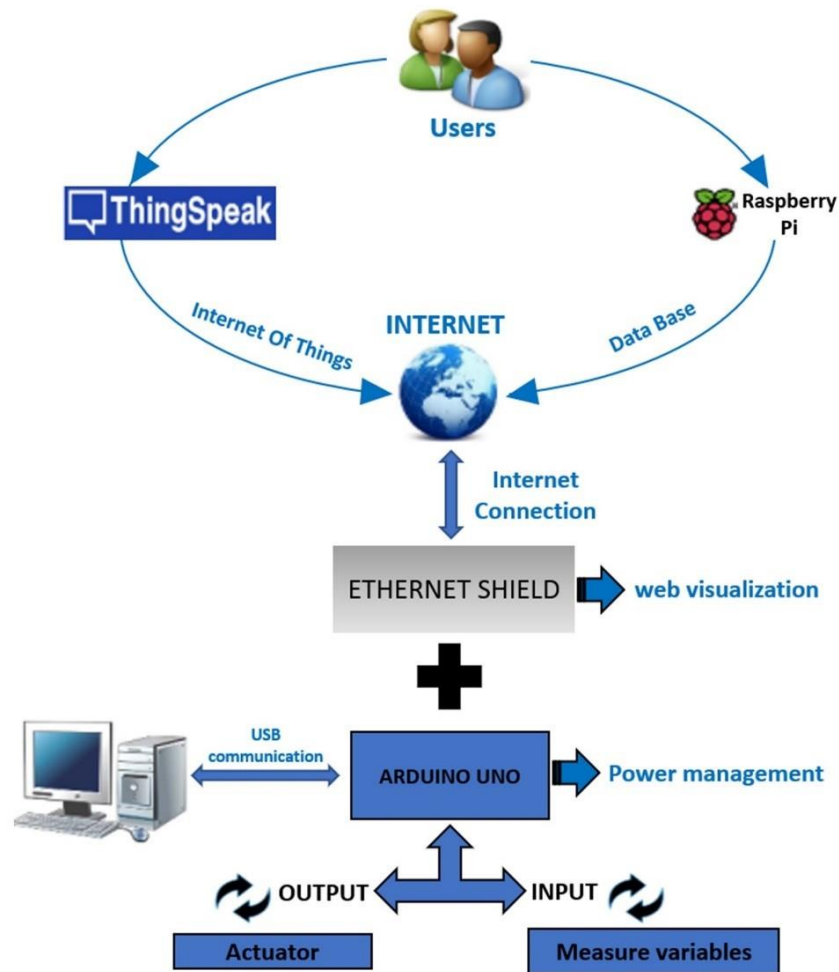 Users
ThingSpeak
Raspberry
Pi
Internet Of Things
INTERNET
Data Base
Internet
Connection
ETHERNET SHIELD
web visualization
USB
communication
ARDUINO UNO
Power management
OUTPUT
INPUT
Actuator
Measure variables